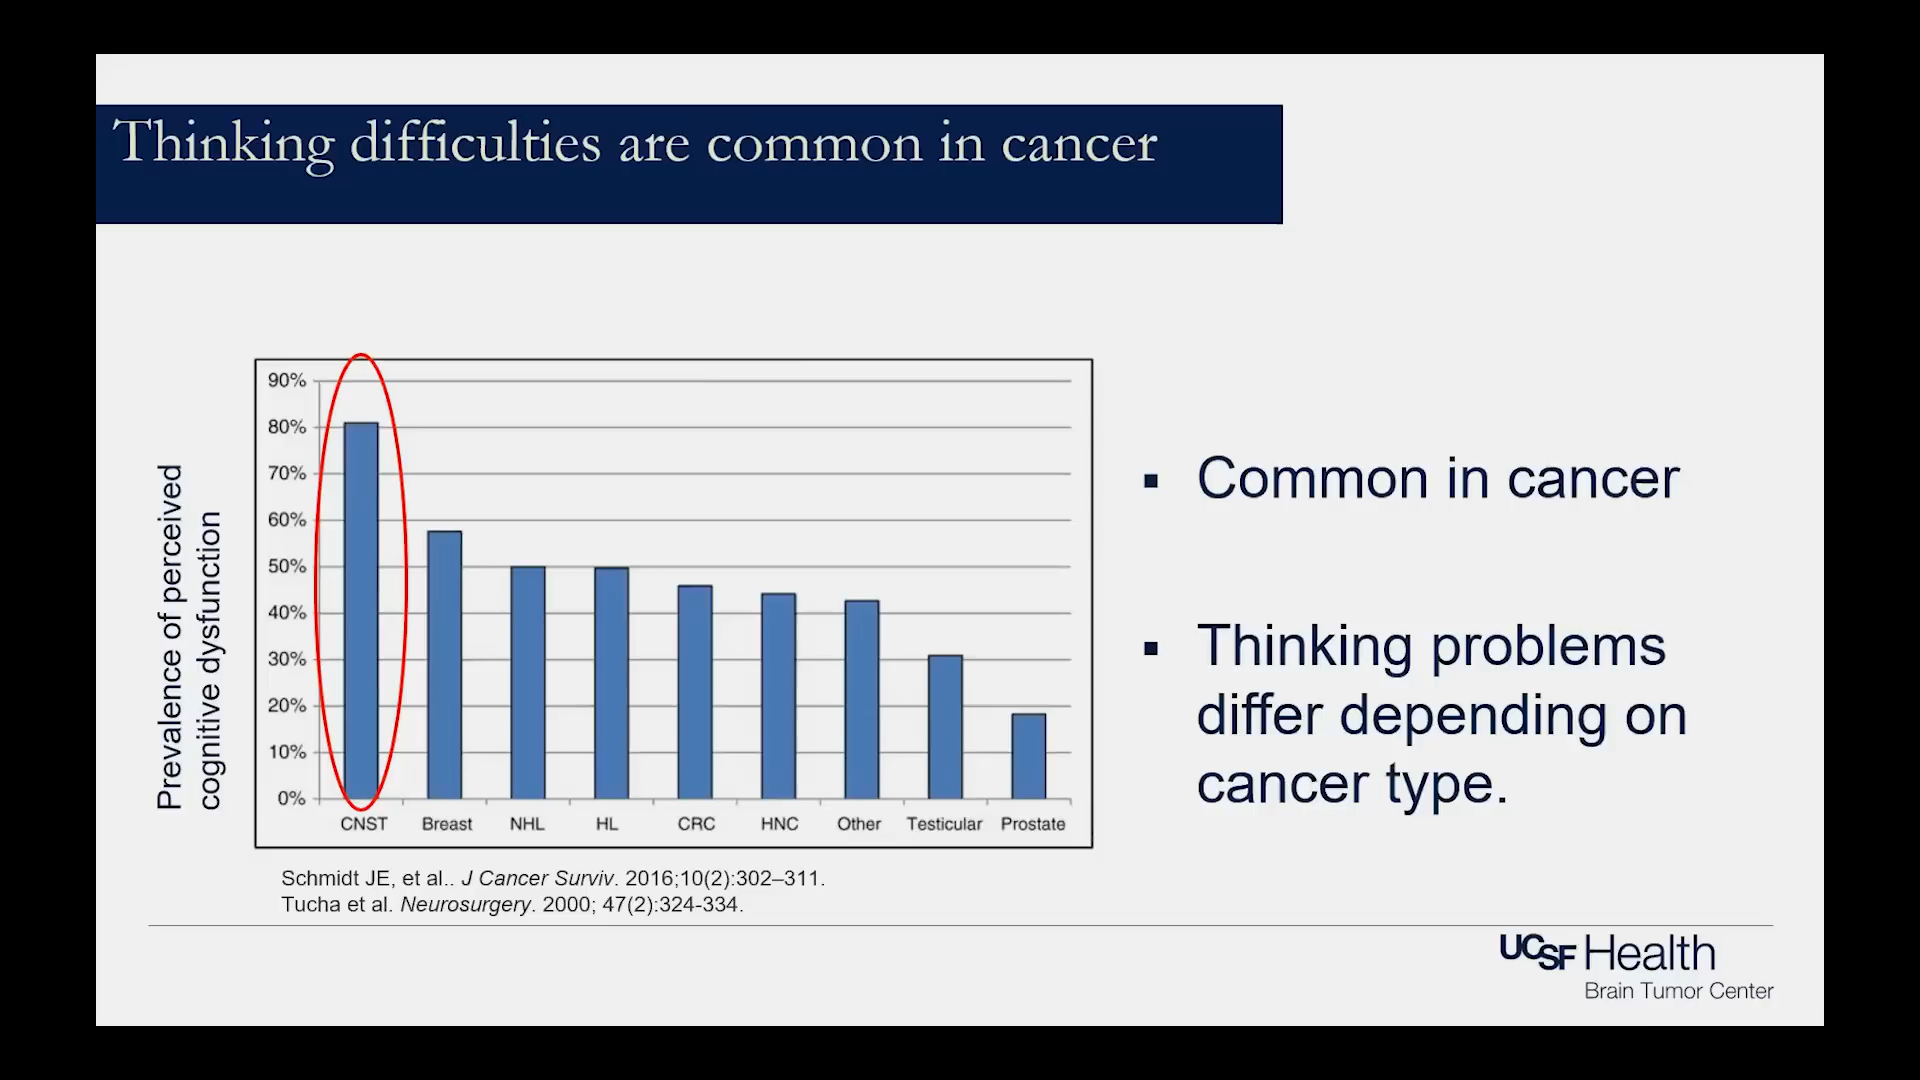 Thinking difficulties are common in cancer
Prevalence of perceived
cognitive dysfunction
90%
80%
70%
60%
50%
40%
30%
20%
10%
0%
CNST Breast NHL HL CRC HNC Other Testicular Prostate
▪ Common in cancer
▪ Thinking problems
differ depending on
cancer type.
Schmidt JE, et al.. J Cancer Surviv. 2016;10(2):302–311.
Tucha et al. Neurosurgery. 2000; 47(2):324-334.
UCSF Health
Brain Tumor Center